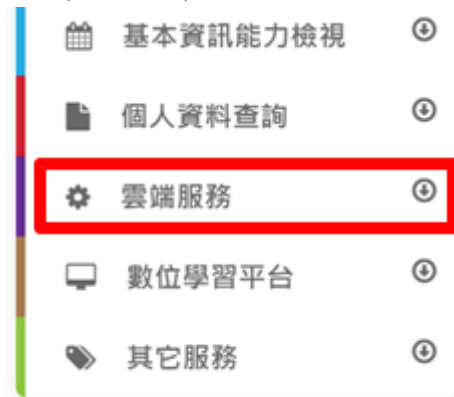 基本資訊能力檢視
個人資料查詢
雲端服務
數位學習平台
其它服務